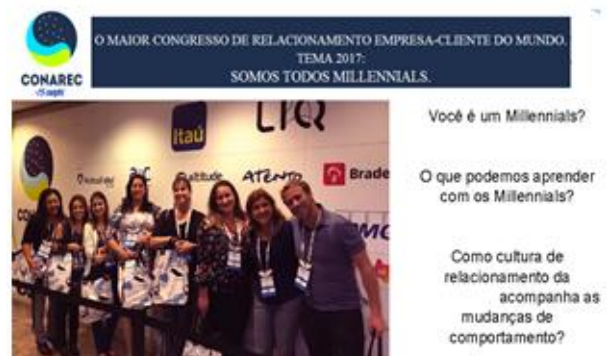 O MAIOR CONGRESSO DE RELACIONAMENTO EMPRESA-CLIENTE DO MUNDO.
TEMA 2017:
SOMOS TODOS MILLENNIALS.
CONAREC
Itaú
LIQ
ATENTO
Brade
Você é um Millennials?
O que podemos aprender
com os Millennials?
Como cultura de
relacionamento da
acompanha as
mudanças de
comportamento?